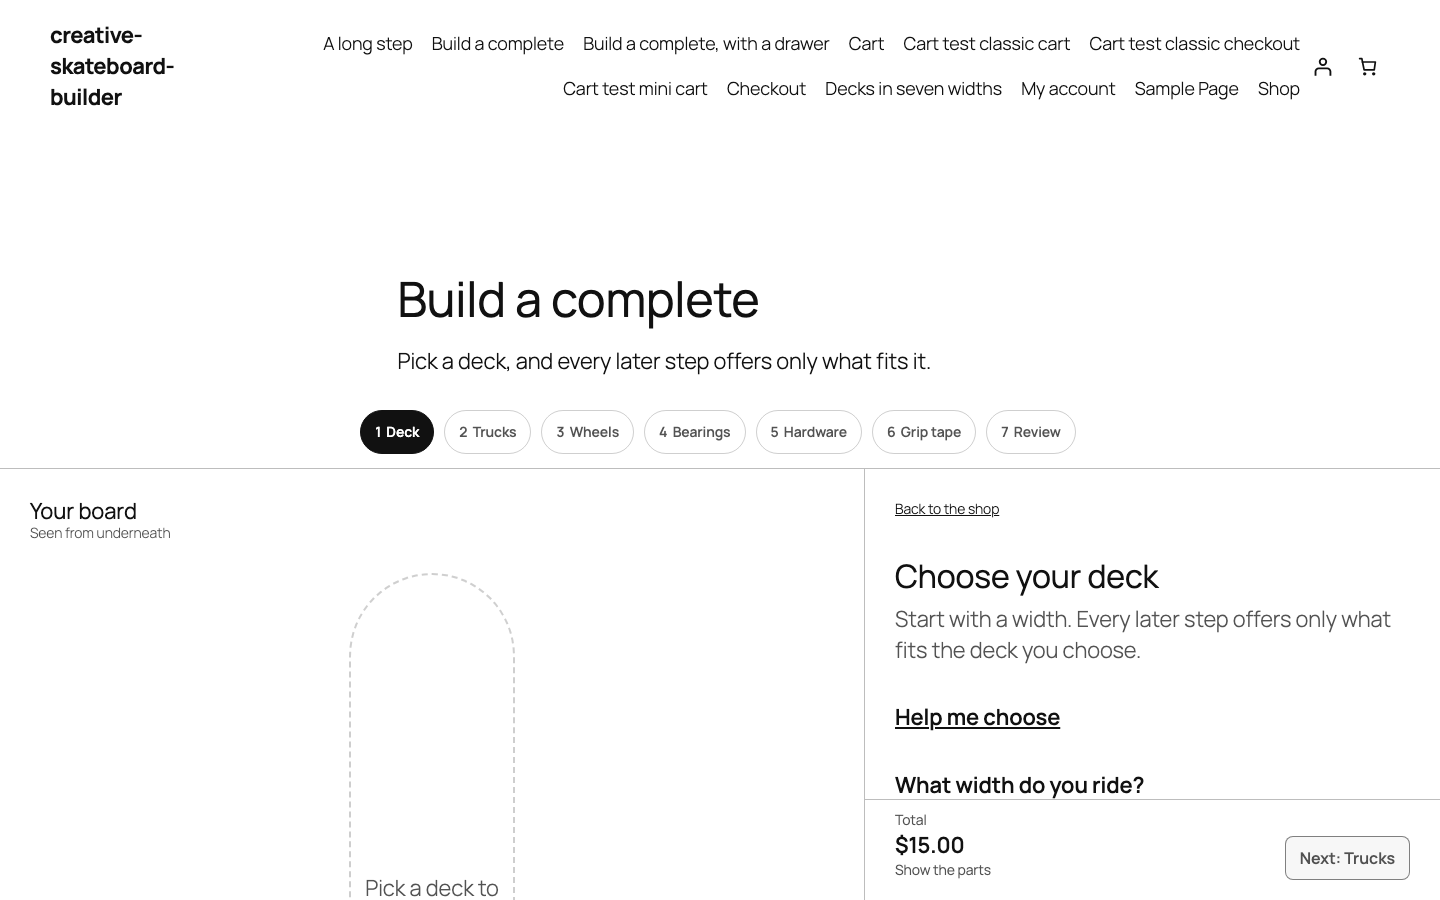 creative-
skateboard-
builder
A long step Build a complete Build a complete, with a drawer Cart Cart test classic cart Cart test classic checkout
Cart test mini cart Checkout Decks in seven widths My account Sample Page Shop
Build a complete
Pick a deck, and every later step offers only what fits it.
1 Deck 2 Trucks 3 Wheels 4 Bearings 5 Hardware 6 Grip tape 7 Review
Your board
Seen from underneath
Pick a deck to
Back to the shop
Choose your deck
Start with a width. Every later step offers only what
fits the deck you choose.
Help me choose
What width do you ride?
Total
$15.00
Show the parts
Next: Trucks